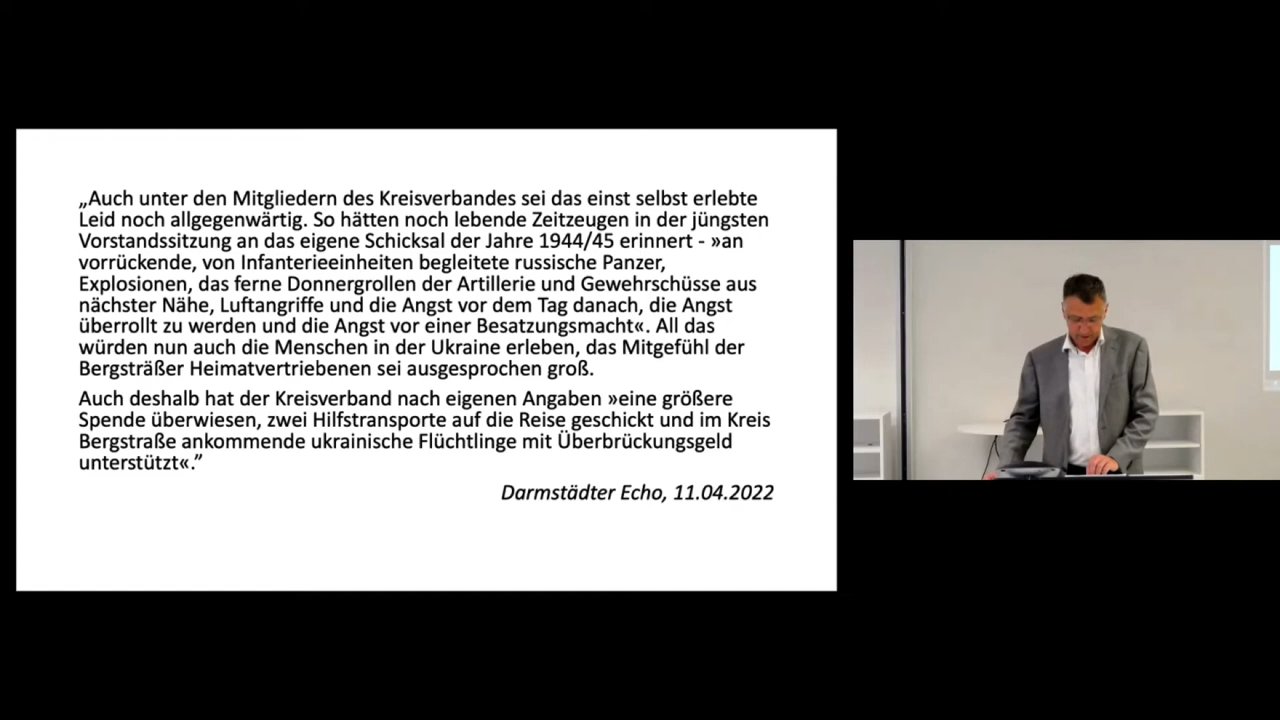 „Auch unter den Mitgliedern des Kreisverbandes sei das einst selbst erlebte
Leid noch allgegenwärtig. So hätten noch lebende Zeitzeugen in der jüngsten
Vorstandssitzung an das eigene Schicksal der Jahre 1944/45 erinnert - »an
vorrückende, von Infanterieeinheiten begleitete russische Panzer,
Explosionen, das ferne Donnergrollen der Artillerie und Gewehrschüsse aus
nächster Nähe, Luftangriffe und die Angst vor dem Tag danach, die Angst
überrollt zu werden und die Angst vor einer Besatzungsmacht«. All das
würden nun auch die Menschen in der Ukraine erleben, das Mitgefühl der
Bergsträßer Heimatvertriebenen sei ausgesprochen groß.
Auch deshalb hat der Kreisverband nach eigenen Angaben »eine größere
Spende überwiesen, zwei Hilfstransporte auf die Reise geschickt und im Kreis
Bergstraße ankommende ukrainische Flüchtlinge mit Überbrückungsgeld
unterstützt«.”
Darmstädter Echo, 11.04.2022